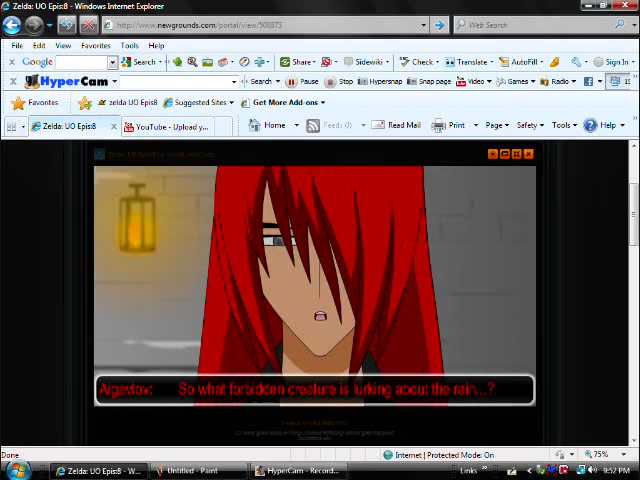 Zelda: UO Epis:8 - Windows Internet Explorer
http://www.newgrounds.com/portal/view/508875
Web Search
File Edit View Favorites Tools Help
Google Search Share Sidewiki Check Translate AutoFill Sign In
HyperCam Search Pause Stop Hypersnap Snap page Video Games Radio
Favorites zelda UO Epis8 Suggested Sites Get More Add-ons
Zelda: UO Epis8 YouTube - Upload y... Home Feeds (J) Read Mail Print Page Safety Tools Help
So what forbidden creature is lurking about the rain...?
Done Internet | Protected Mode: On 75%
Zelda: UO Epis:8 - W... Untitled - Paint HyperCam - Record... Links 9:52 PM